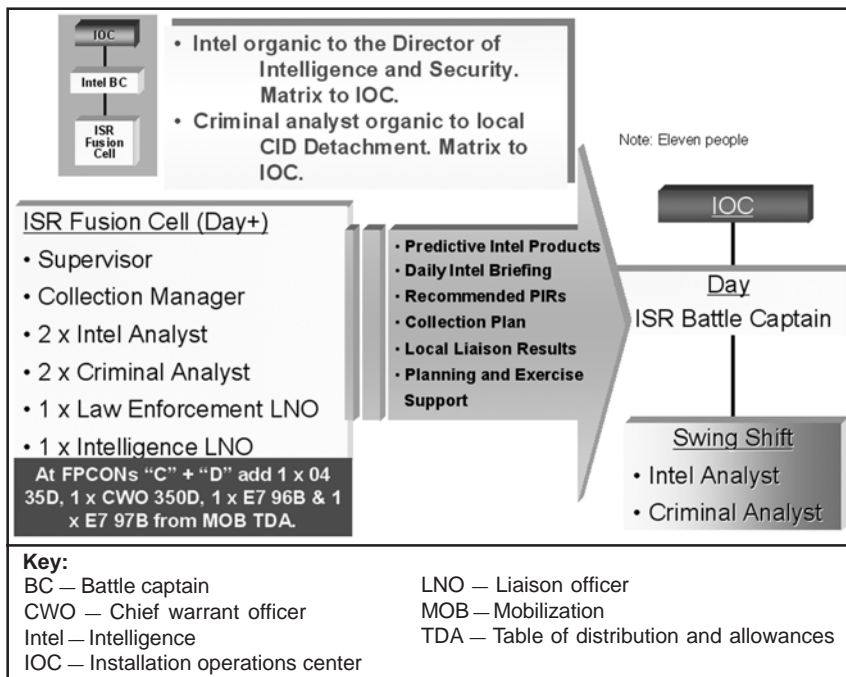 IOC
Intel BC
ISR
Fusion
Cell
• Intel organic to the Director of
Intelligence and Security.
Matrix to IOC.
• Criminal analyst organic to local
CID Detachment. Matrix to
IOC.
Note: Eleven people
ISR Fusion Cell (Day+)
• Supervisor
• Collection Manager
• 2 x Intel Analyst
• 2 x Criminal Analyst
• 1 x Law Enforcement LNO
• 1 x Intelligence LNO
At FPCONs “C” + “D” add 1 x 04
35D, 1 x CWO 350D, 1 x E7 96B & 1
x E7 97B from MOB TDA.
• Predictive Intel Products
• Daily Intel Briefing
• Recommended PIRs
• Collection Plan
• Local Liaison Results
• Planning and Exercise
Support
IOC
Day
ISR Battle Captain
Swing Shift
• Intel Analyst
• Criminal Analyst
Key:
BC — Battle captain
CWO — Chief warrant officer
Intel — Intelligence
IOC — Installation operations center
LNO — Liaison officer
MOB — Mobilization
TDA — Table of distribution and allowances